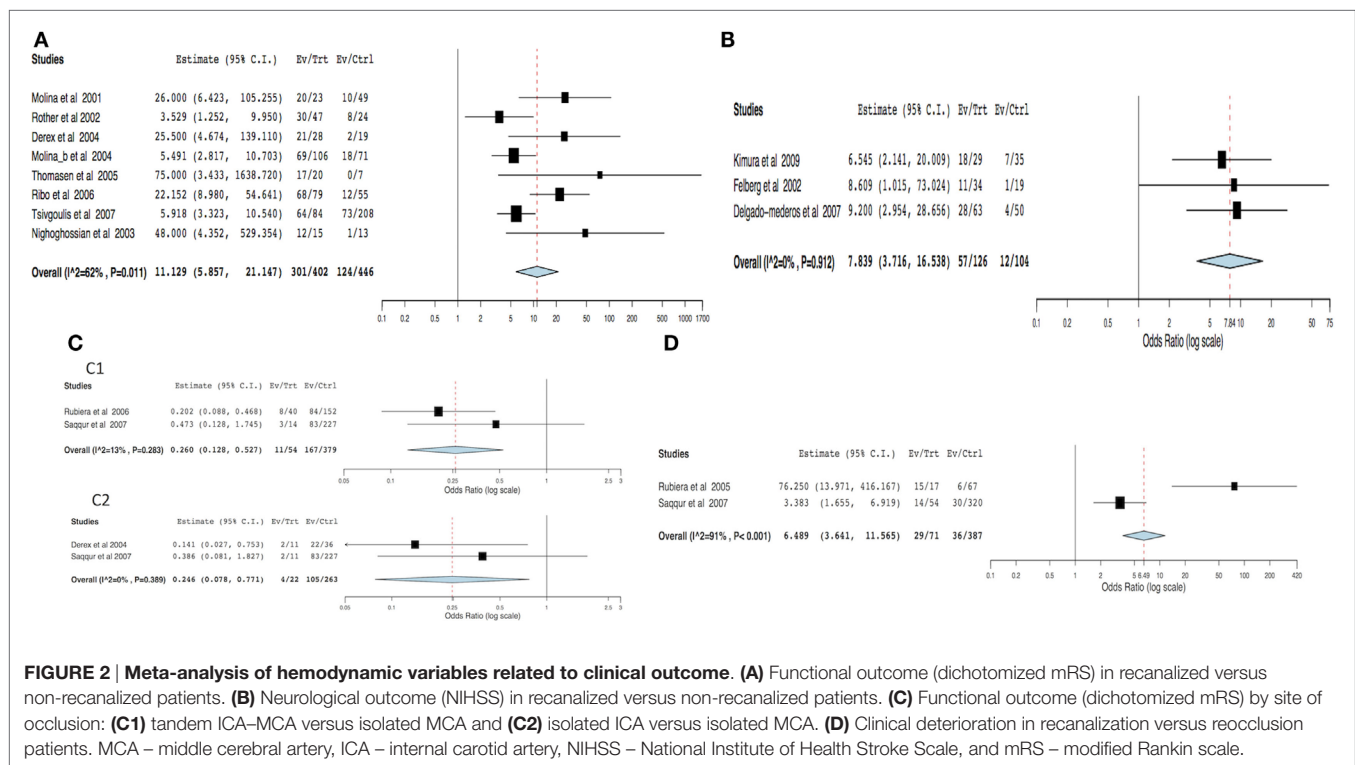 A
Studies Estimate (95% C.I.) Ev/Trt Ev/Ctrl
Molina et al 2001 26.000 (6.423, 105.255) 20/23 10/49
Rother et al 2002 3.529 (1.252, 9.950) 30/47 8/24
Derex et al 2004 25.500 (4.674, 139.110) 21/28 2/19
Molina_b et al 2004 5.491 (2.817, 10.703) 69/106 18/71
Thomasen et al 2005 75.000 (3.433, 1638.720) 17/20 0/7
Ribo et al 2006 22.152 (8.980, 54.641) 68/79 12/55
Tsivgoulis et al 2007 5.918 (3.323, 10.540) 64/84 73/208
Nighoghossian et al 2003 48.000 (4.352, 529.354) 12/15 1/13
Overall (I^2=62% , P=0.011) 11.129 (5.857, 21.147) 301/402 124/446
0.1 0.2 0.5 1 2 5 10 20 50 100 500 1000 1700
B
Studies Estimate (95% C.I.) Ev/Trt Ev/Ctrl
Kimura et al 2009 6.545 (2.141, 20.009) 18/29 7/35
Felberg et al 2002 8.609 (1.015, 73.024) 11/34 1/19
Delgado-mederos et al 2007 9.200 (2.954, 28.656) 28/63 4/50
Overall (I^2=0% , P=0.912) 7.839 (3.716, 16.538) 57/126 12/104
0.1 0.2 0.5 1 2 5 7.84 10 20 50 75
Odds Ratio (log scale)
C
C1
Studies Estimate (95% C.I.) Ev/Trt Ev/Ctrl
Rubiera et al 2006 0.202 (0.088, 0.468) 8/40 84/152
Saqqur et al 2007 0.473 (0.128, 1.745) 3/14 83/227
Overall (I^2=13% , P=0.283) 0.260 (0.128, 0.527) 11/54 167/379
0.05 0.1 0.25 0.5 1 2.5 3
Odds Ratio (log scale)
C2
Studies Estimate (95% C.I.) Ev/Trt Ev/Ctrl
Derex et al 2004 0.141 (0.027, 0.753) 2/11 22/36
Saqqur et al 2007 0.386 (0.081, 1.827) 2/11 83/227
Overall (I^2=0% , P=0.389) 0.246 (0.078, 0.771) 4/22 105/263
0.05 0.1 0.25 0.5 1 2.5 3
Odds Ratio (log scale)
D
Studies Estimate (95% C.I.) Ev/Trt Ev/Ctrl
Rubiera et al 2005 76.250 (13.971, 416.167) 15/17 6/67
Saqqur et al 2007 3.383 (1.655, 6.919) 14/54 30/320
Overall (I^2=91% , P< 0.001) 6.489 (3.641, 11.565) 29/71 36/387
0.1 0.2 0.5 1 2 5 6.49 10 20 50 100 420
Odds Ratio (log scale)
FIGURE 2 | Meta-analysis of hemodynamic variables related to clinical outcome. (A) Functional outcome (dichotomized mRS) in recanalized versus
non-recanalized patients. (B) Neurological outcome (NIHSS) in recanalized versus non-recanalized patients. (C) Functional outcome (dichotomized mRS) by site of
occlusion: (C1) tandem ICA–MCA versus isolated MCA and (C2) isolated ICA versus isolated MCA. (D) Clinical deterioration in recanalization versus reocclusion
patients. MCA – middle cerebral artery, ICA – internal carotid artery, NIHSS – National Institute of Health Stroke Scale, and mRS – modified Rankin scale.